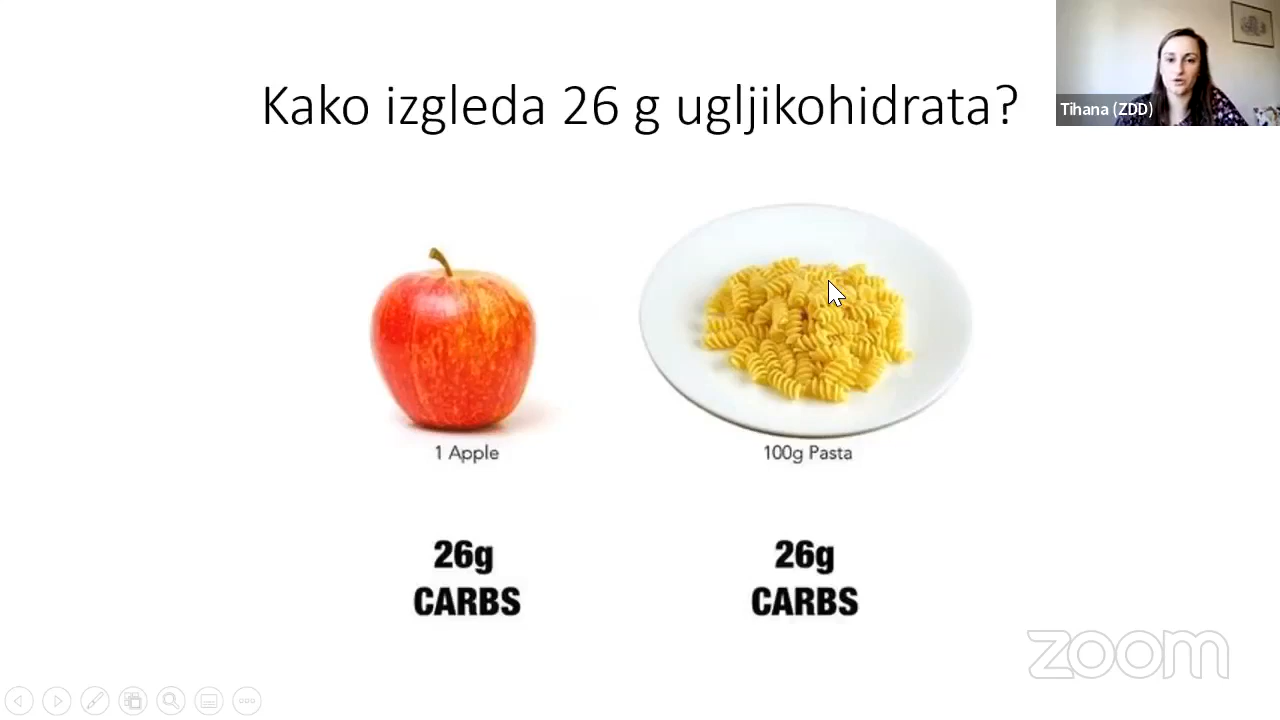 Kako izgleda 26 g ugljikohidrata?
Tihana (ZDD)
1 Apple
100g Pasta
26g
CARBS
26g
CARBS
zoom